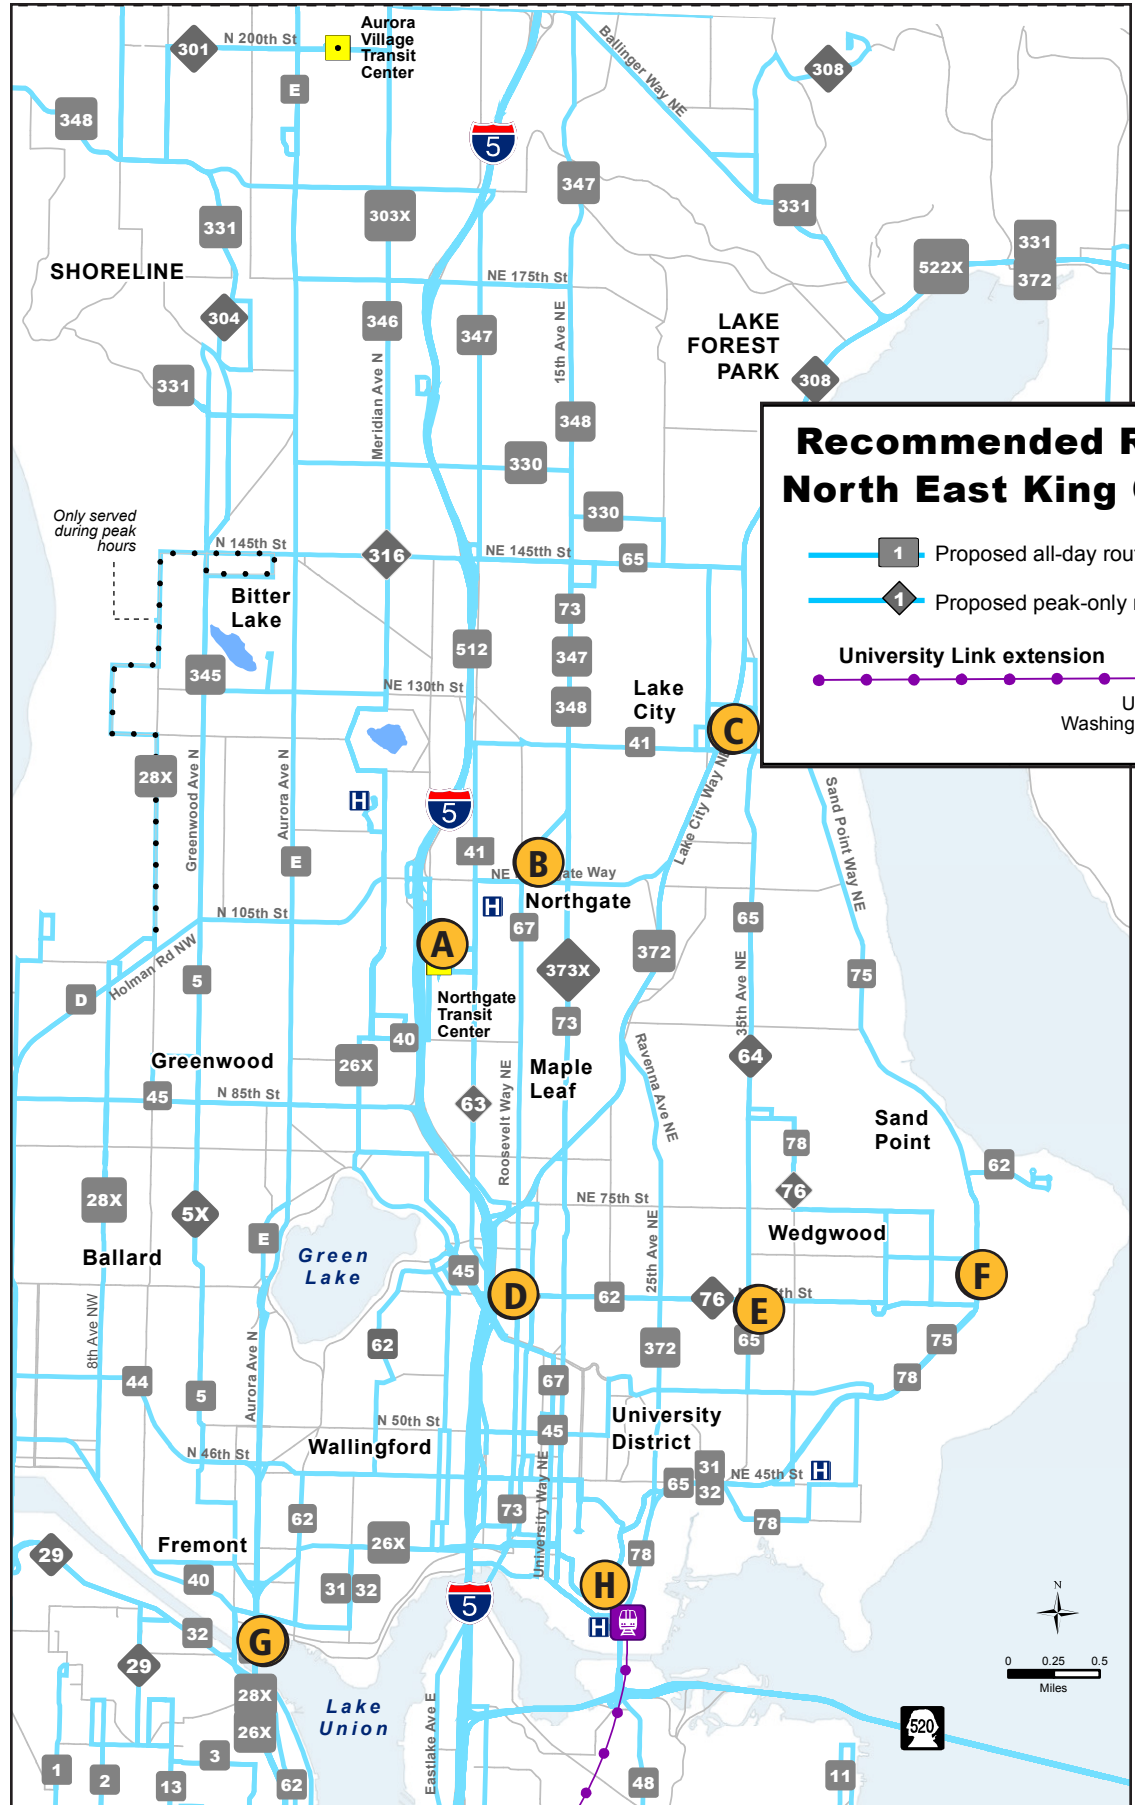 Aurora
Village
Transit
Center
N 200th St
301
E
348
5
Ballinger Way NE
308
347
331
303X
331
522X
331
372
SHORELINE
NE 175th St
304
346
347
15th Ave NE
LAKE
FOREST
PARK
308
331
Meridian Ave N
348
330
330
Recommended R
North East King
1 Proposed all-day rou
1 Proposed peak-only
University Link extension
U
Washing
Only served
during peak
hours
N 145th St
316
NE 145tth St
65
Bitter
Lake
73
512
347
345
NE 130th St
Lake
City
348
41
C
28X
Greenwood Ave N
Aurora Ave N
H
5
Lake City Way NE
Sand Point Way NE
E
41
B
NE
ate Way
Northgate
H
N 105th St
67
65
A
372
373X
Holman Rd NW
5
D
75
35th Ave NE
Northgate
Transit
Center
73
40
Greenwood
26X
Maple
Leaf
Ravenna Ave NE
64
45
N 85th St
63
Roosevelt Way NE
Sand
Point
78
62
76
28X
5X
NE 75th St
Wedgwood
E
Ballard
Green
Lake
25th Ave NE
45
D
62
76
E
th St
F
8th Ave NW
Aurora Ave N
62
372
65
75
44
5
67
78
N 50th St
45
University
District
Wallingford
N 46th St
University Way NE
31
32
65
NE 45th St
H
73
78
62
Fremont
26X
29
78
40
31
32
H
5
H
32
G
29
28X
26X
Lake
Union
Eastlake Ave E
N
0 0.25 0.5
Miles
520
1
2
13
3
62
48
11